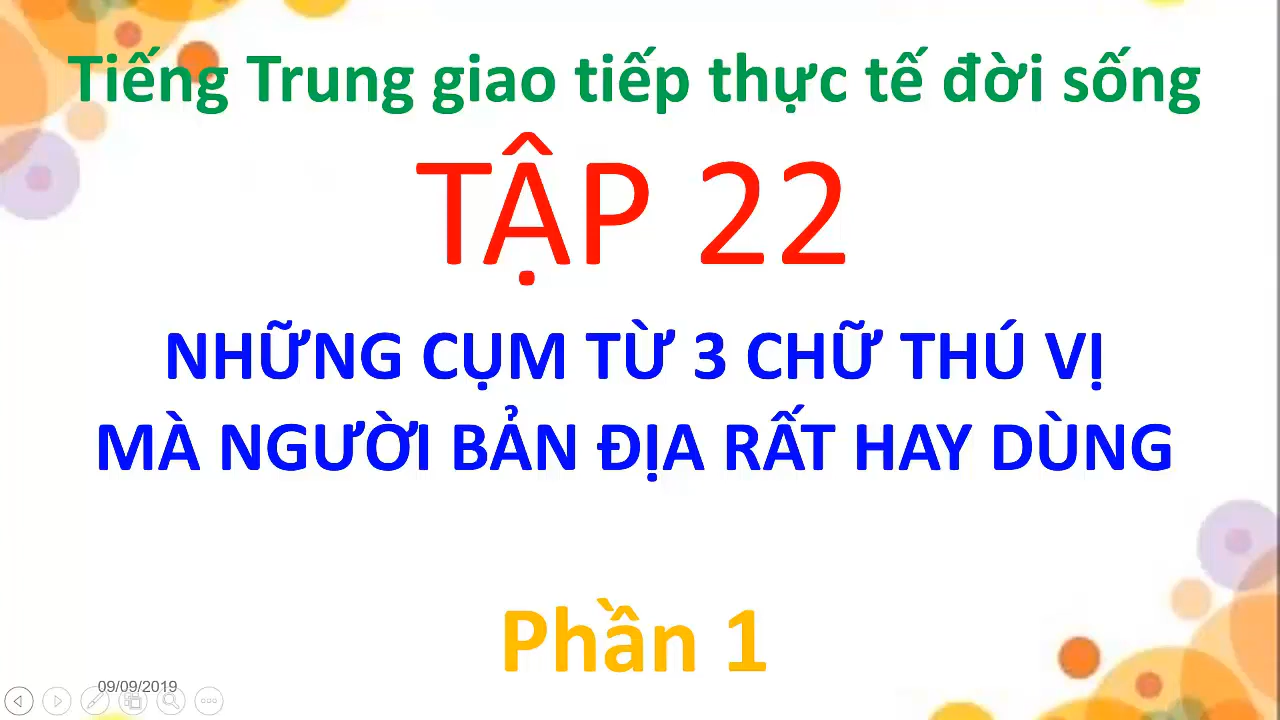 Tiếng Trung giao tiếp thực tế đời sống
TẬP 22
NHỮNG CỤM TỪ 3 CHỮ THÚ VỊ
MÀ NGƯỜI BẢN ĐỊA RẤT HAY DÙNG
Phần 1
09/09/2019